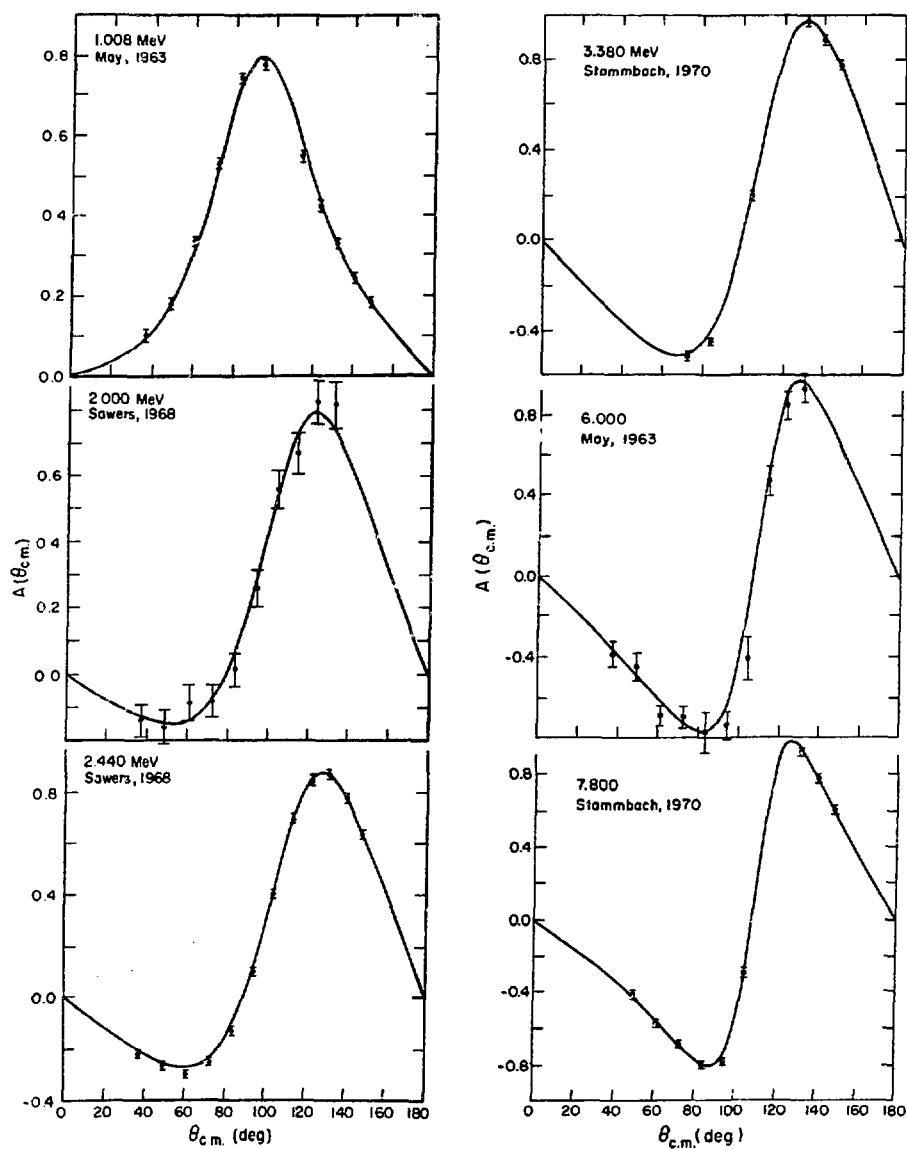 1.008 MeV
May, 1963
0.8
0.6
0.4
0.2
0.0
2 000 MeV
Sawers, 1968
0 8
0 4
0.2
0.0
A (θc.m.)
2.440 MeV
Sawers, 1968
0.8
0.4
0.0
-0.4
0 20 40 60 80 100 120 140 160 180
θc m. (deg)
3.380 MeV
Stammbach, 1970
0.8
0.4
0.0
-0.4
6.000
May, 1963
0.8
0.4
0.0
-0.4
A (θc.m.)
7.800
Stammbach, 1970
0.8
0.4
0.0
-0.4
-0.8
0 20 40 60 80 100 120 140 160 180
θc.m. (deg)